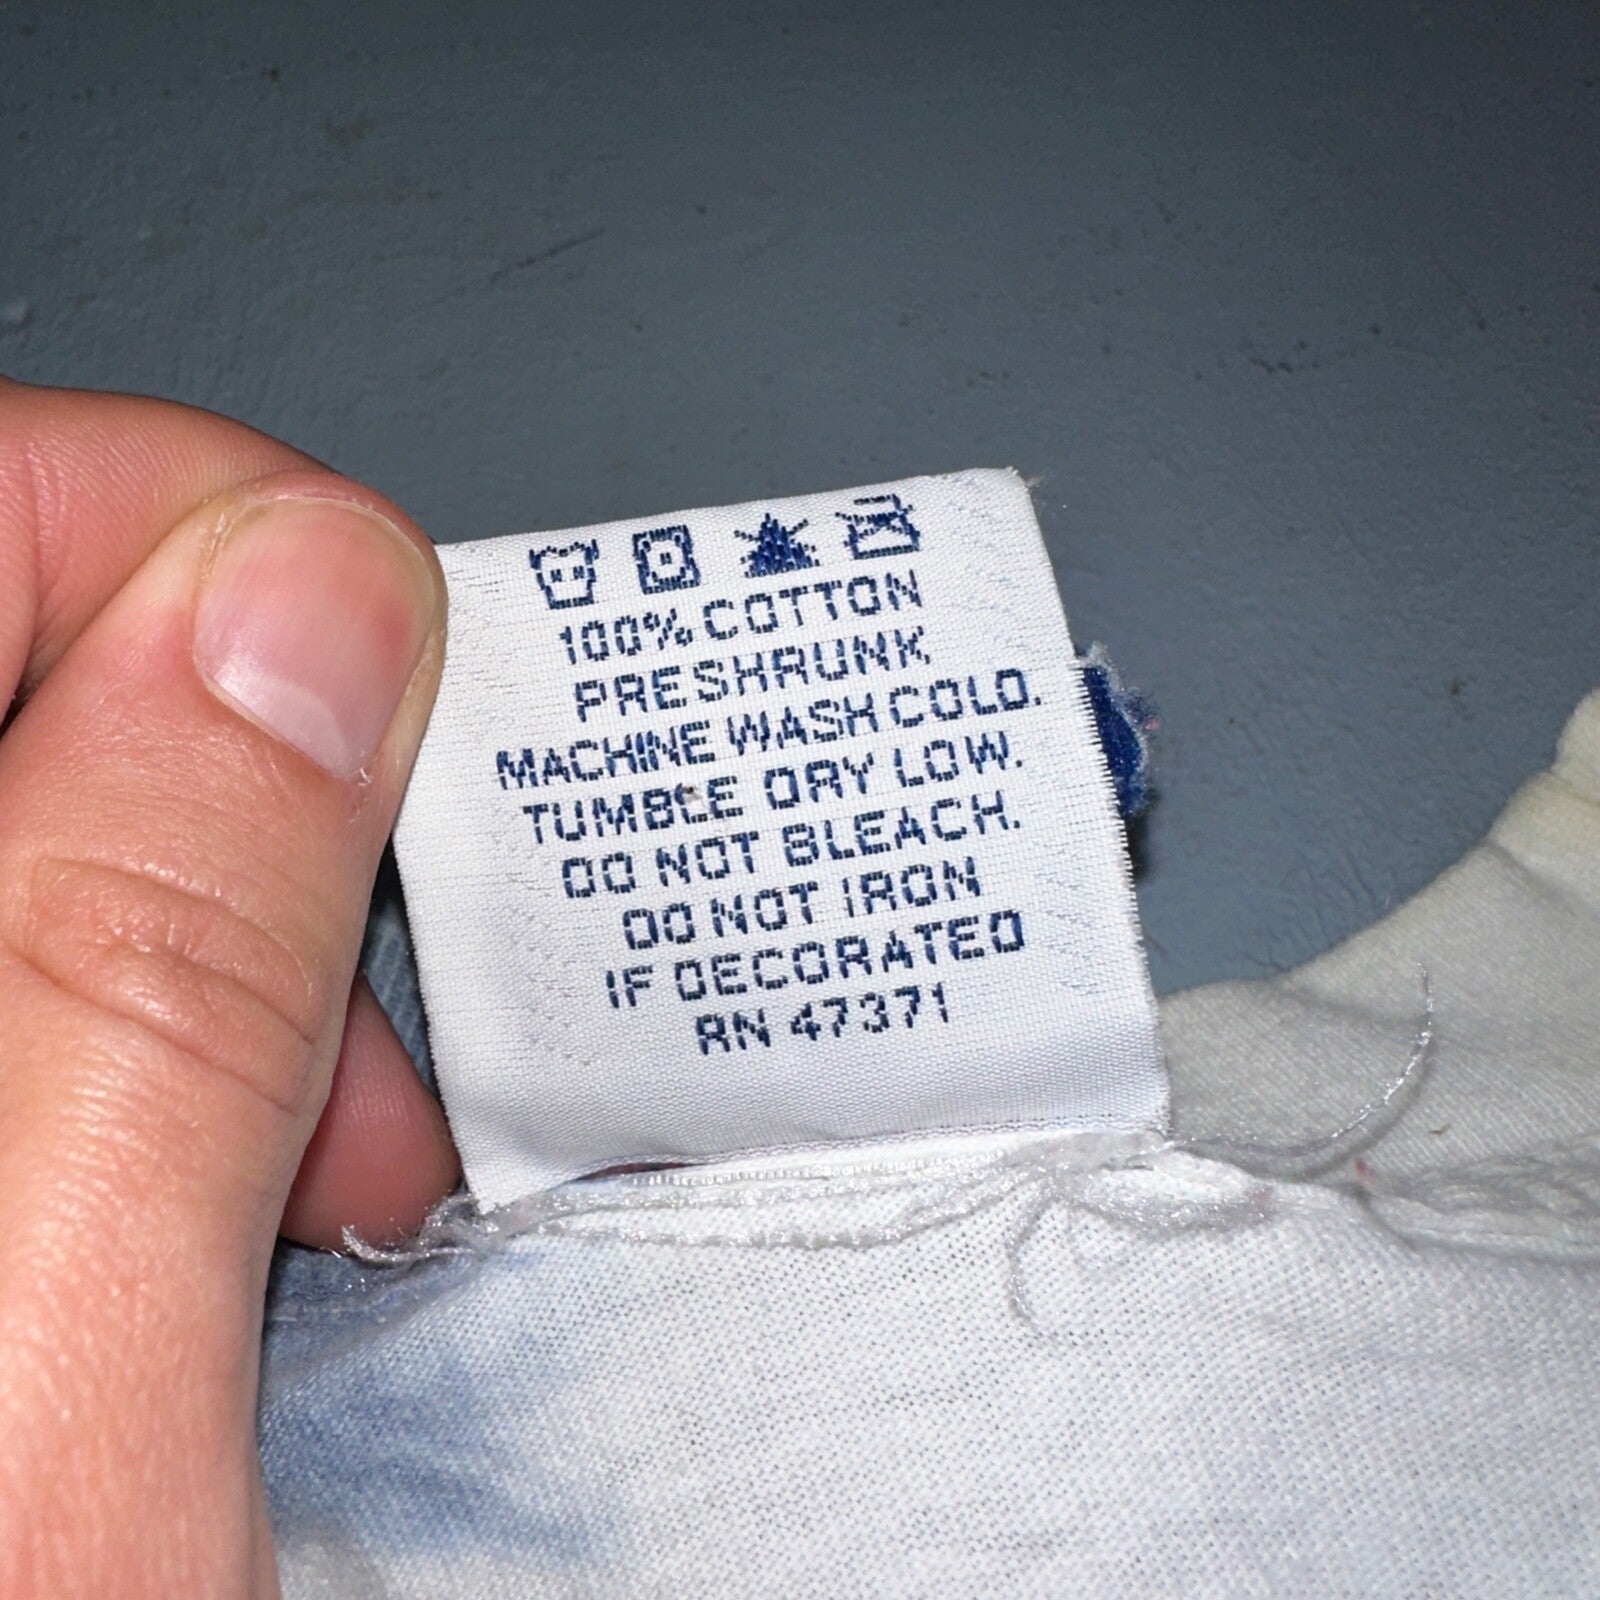 100% COTTON
PRESHRUNK
MACHINE WASH COLD.
TUMBLE DRY LOW.
DO NOT BLEACH.
DO NOT IRON
IF DECORATED
RN 47371